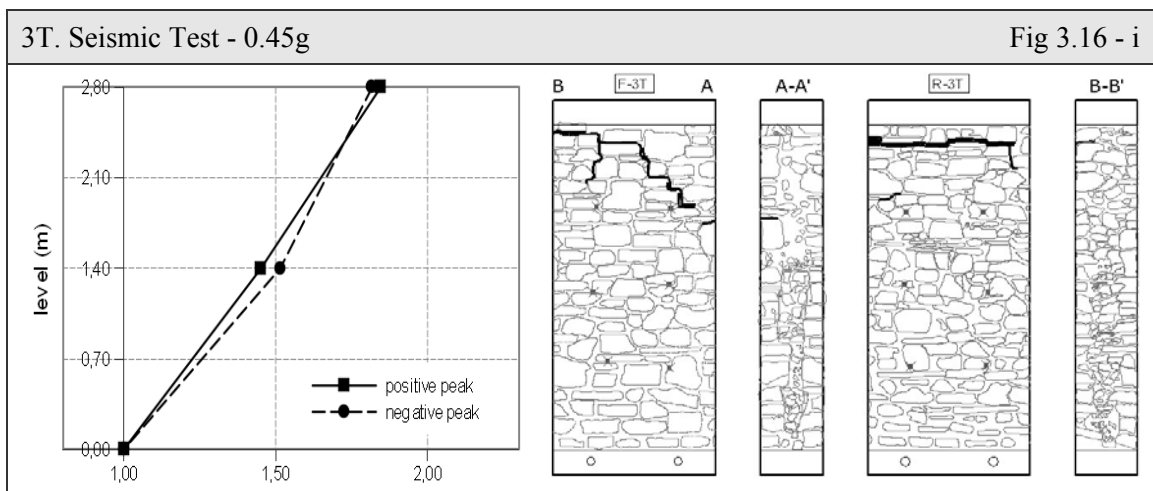 3T. Seismic Test - 0.45g Fig 3.16 - i
level (m)
2,80
2,10
1,40
0,70
0,00
1,00 1,50 2,00
positive peak
negative peak
B F-3T A
A-A'
R-3T
B-B'